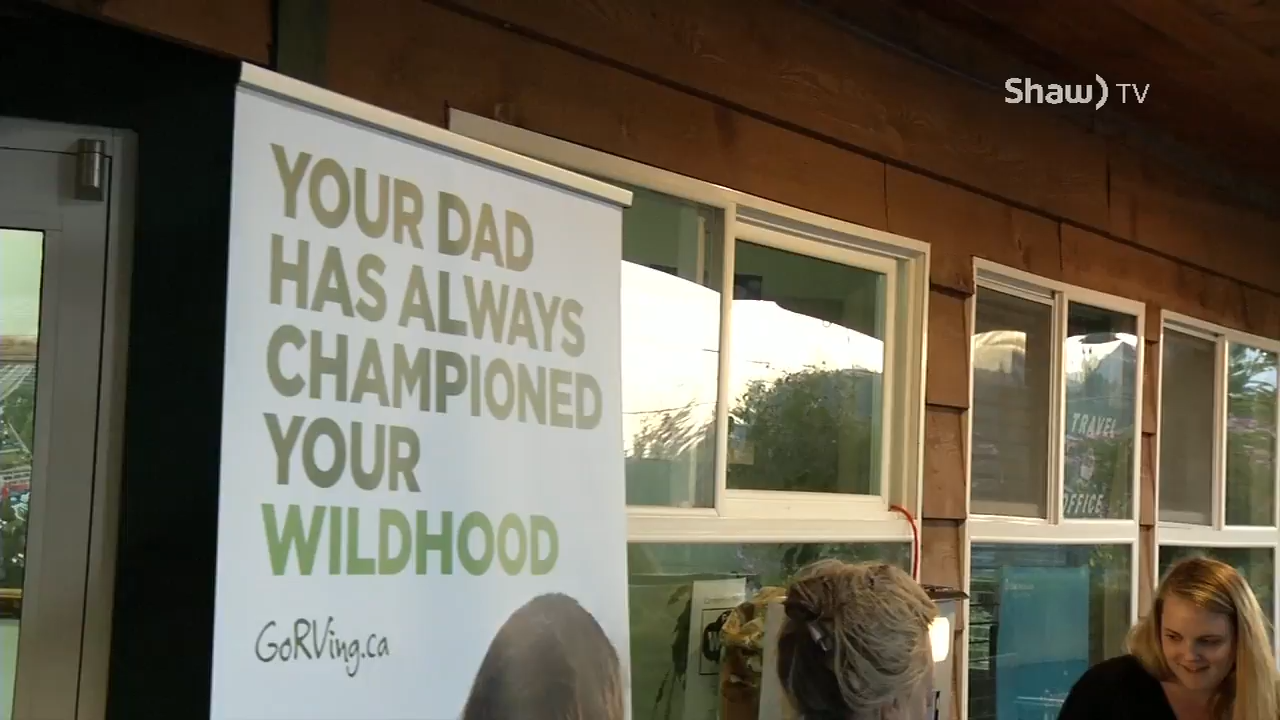 Shaw) TV
YOUR DAD
HAS ALWAYS
CHAMPIONED
YOUR
WILDHOOD
GoRVing.ca
TRAVEL
OFFICE